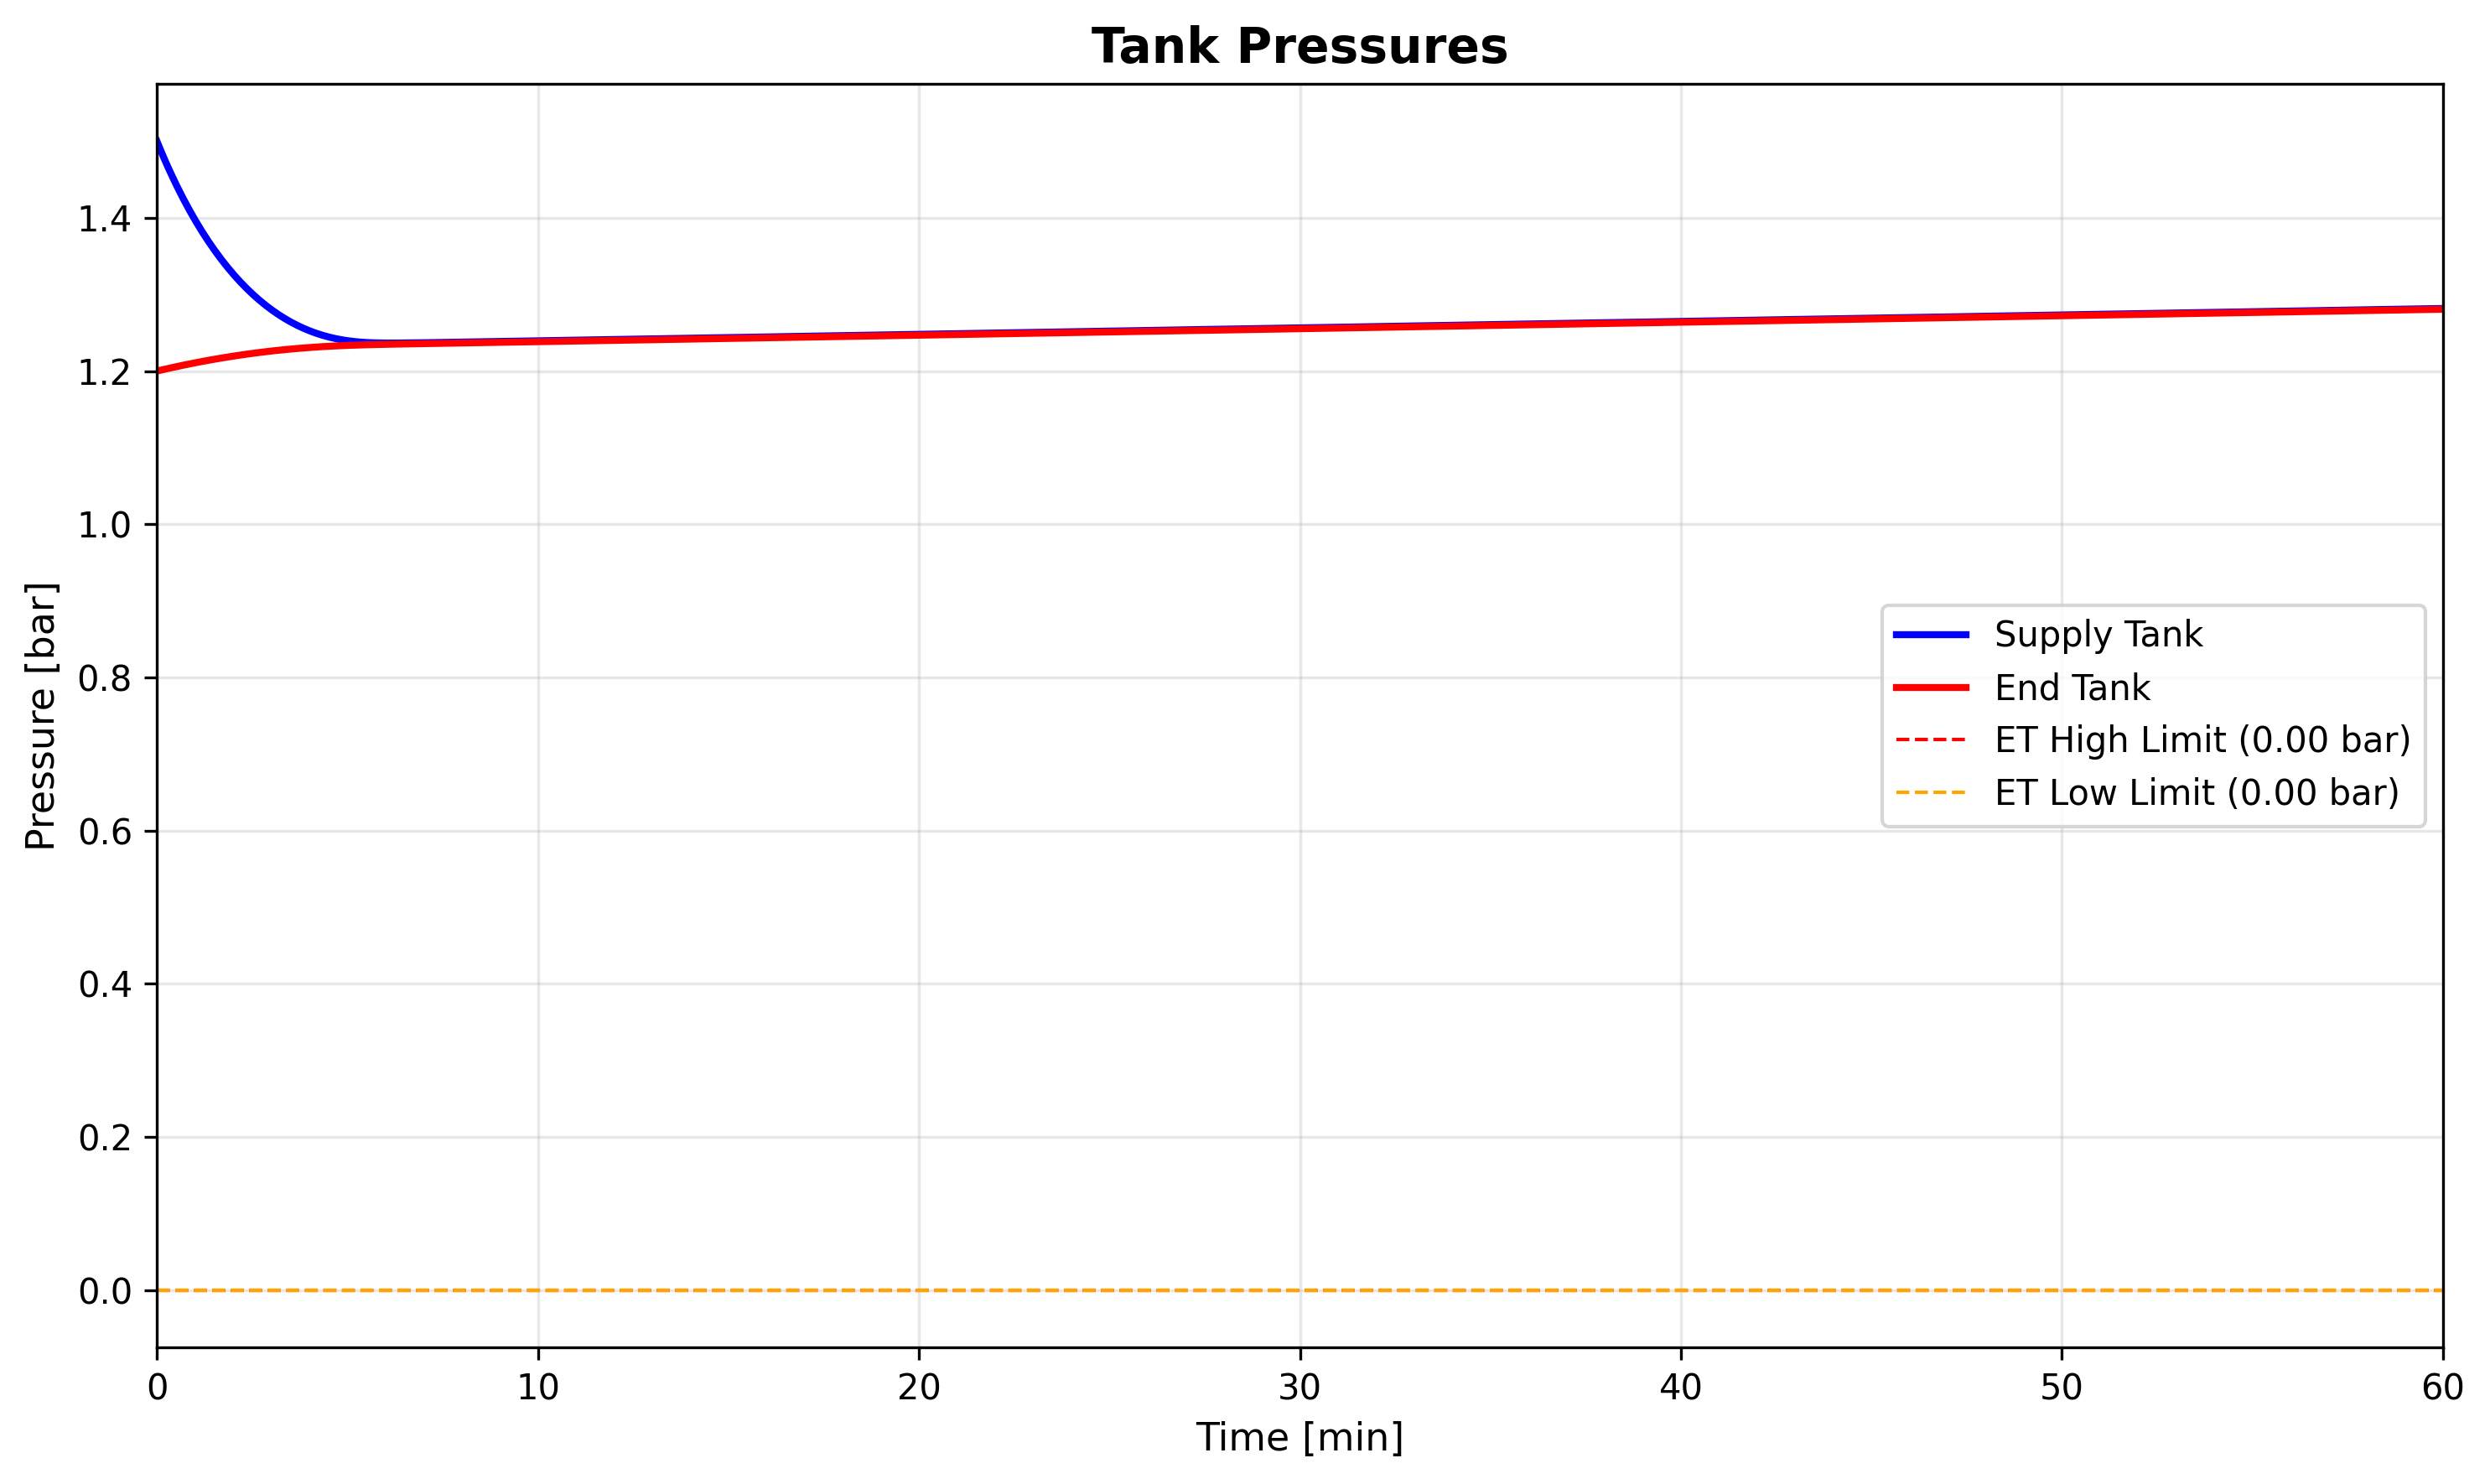 Tank Pressures
Pressure [bar]
1.4
1.2
1.0
0.8
0.6
0.4
0.2
0.0
Supply Tank
End Tank
ET High Limit (0.00 bar)
ET Low Limit (0.00 bar)
0 10 20 30 40 50 60
Time [min]